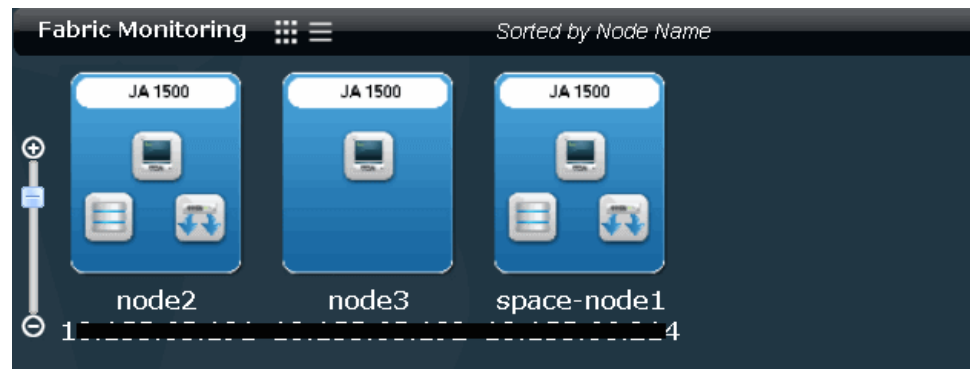 Fabric Monitoring
Sorted by Node Name
JA 1500
JA 1500
JA 1500
node2
node3
space-node1